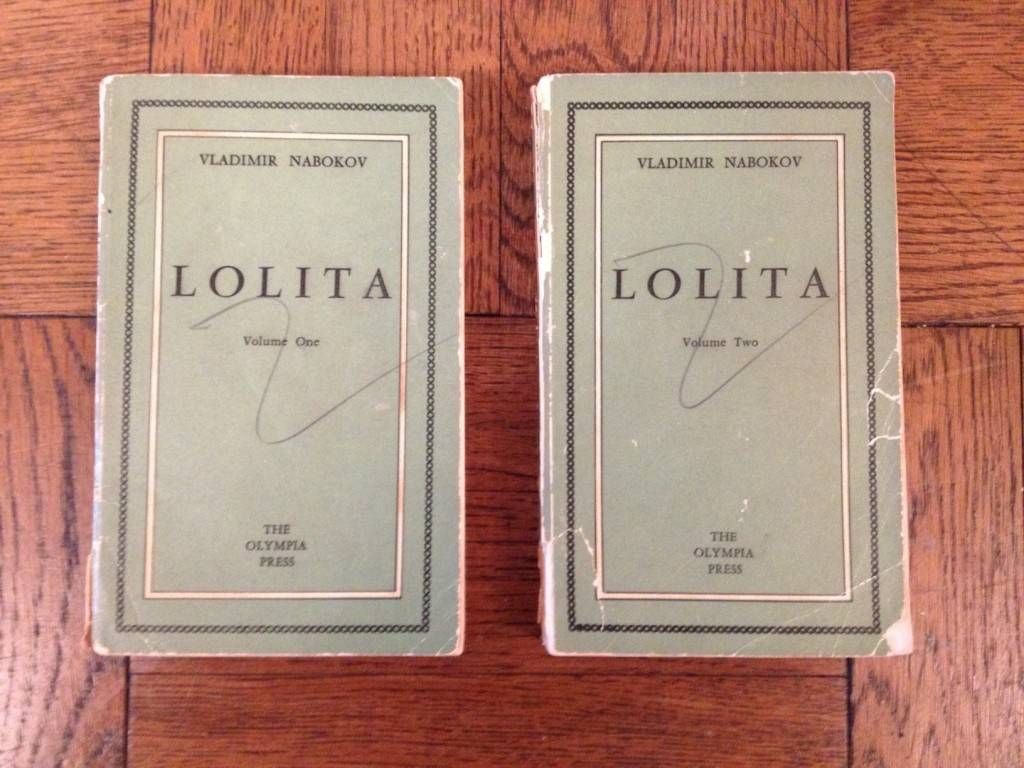 VLADIMIR NABOKOV
LOLITA
Volume One
THE
OLYMPIA
PRESS
VLADIMIR NABOKOV
LOLITA
Volume Two
THE
OLYMPIA
PRESS